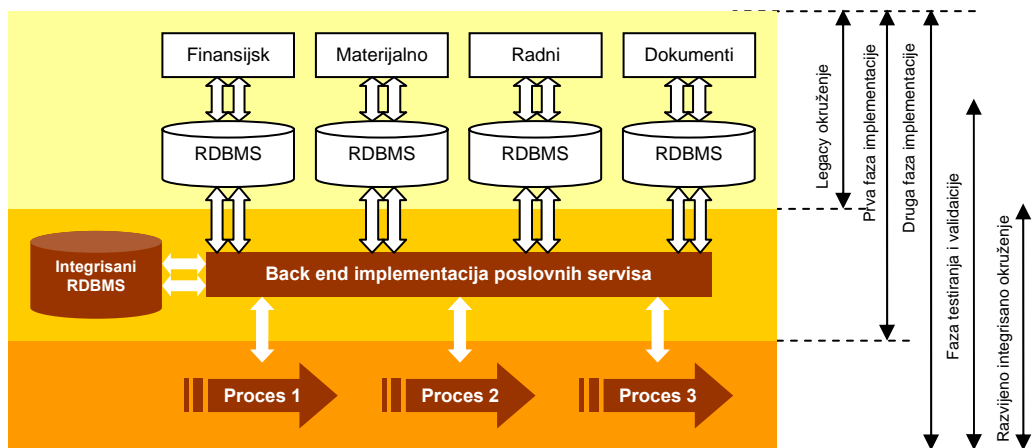 Finansijsk
Materijalno
Radni
Dokumenti
RDBMS
RDBMS
RDBMS
RDBMS
Integrisani
RDBMS
Back end implementacija poslovnih servisa
Proces 1
Proces 2
Proces 3
Legacy okruženje
Prva faza implementacije
Druga faza implementacije
Faza testiranja i validaije
Razvijeno integrisano okruženje